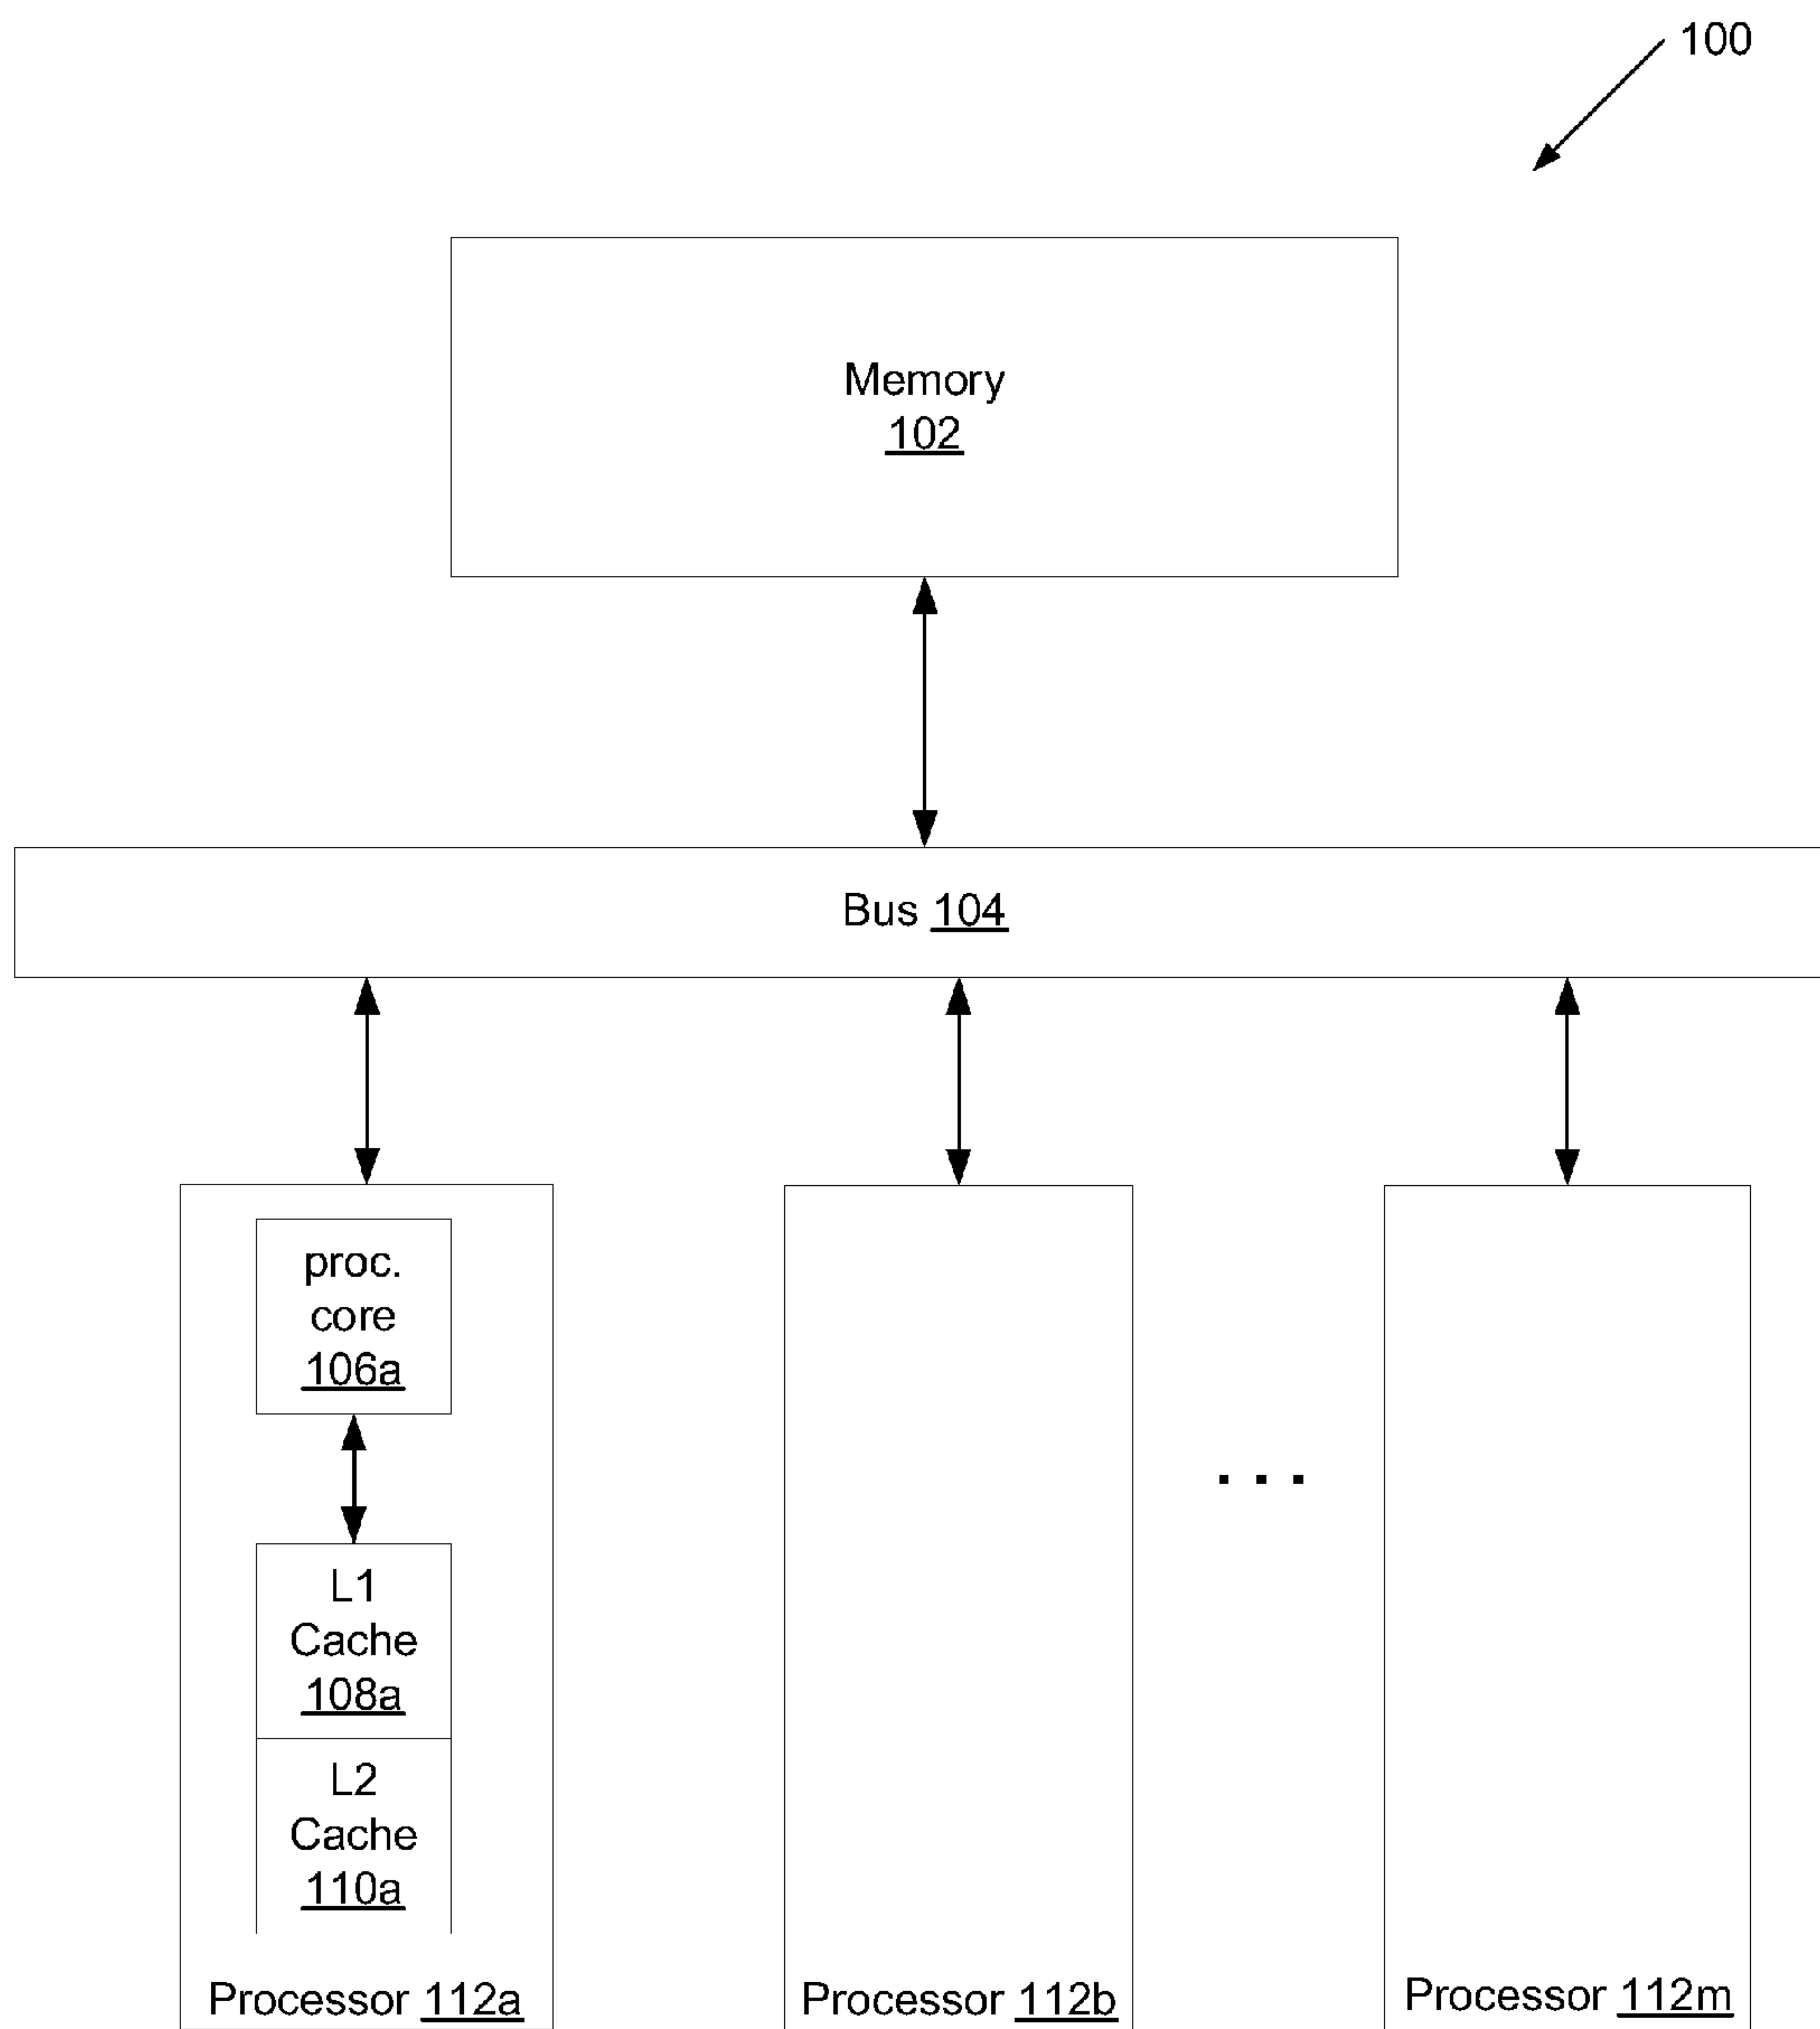 100
Memory
102
Bus 104
proc.
core
106a
L1
Cache
108a
L2
Cache
110a
. . .
Processor 112a
Processor 112b
Processor 112m